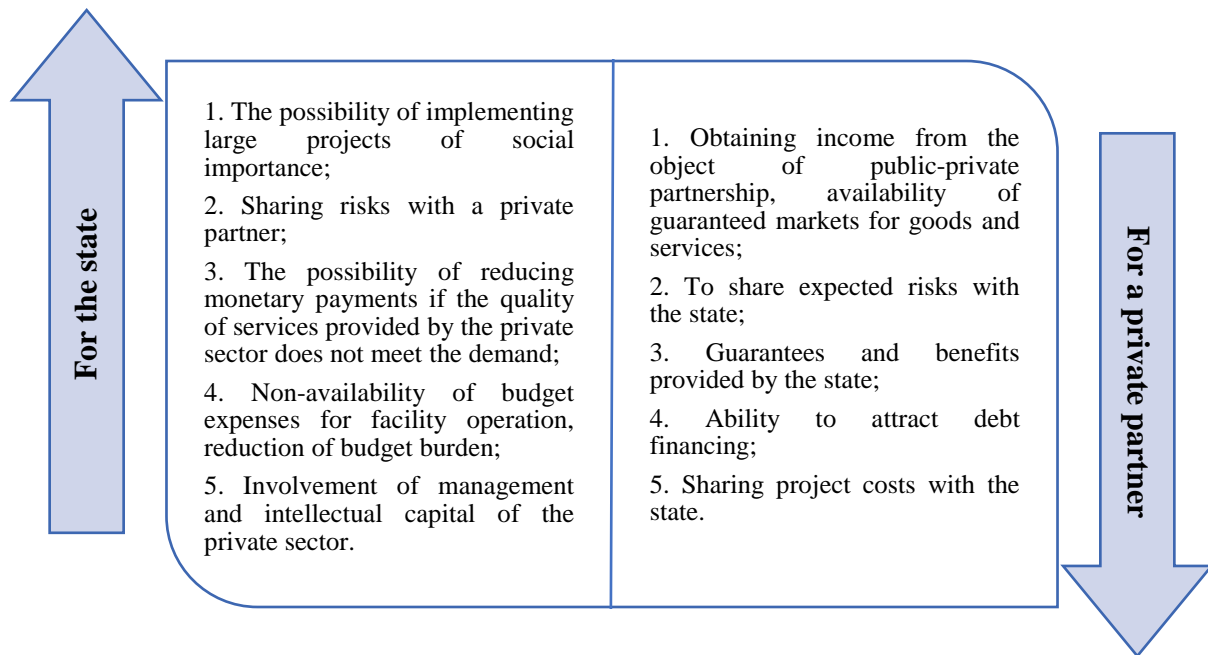 For the state
1. The possibility of implementing
large projects of social
importance;
2. Sharing risks with a private
partner;
3. The possibility of reducing
monetary payments if the quality
of services provided by the private
sector does not meet the demand;
4. Non-availability of budget
expenses for facility operation,
reduction of budget burden;
5. Involvement of management
and intellectual capital of the
private sector.
1. Obtaining income from the
object of public-private
partnership, availability of
guaranteed markets for goods and
services;
2. To share expected risks with
the state;
3. Guarantees and benefits
provided by the state;
4. Ability to attract debt
financing;
5. Sharing project costs with the
state.
For a private partner